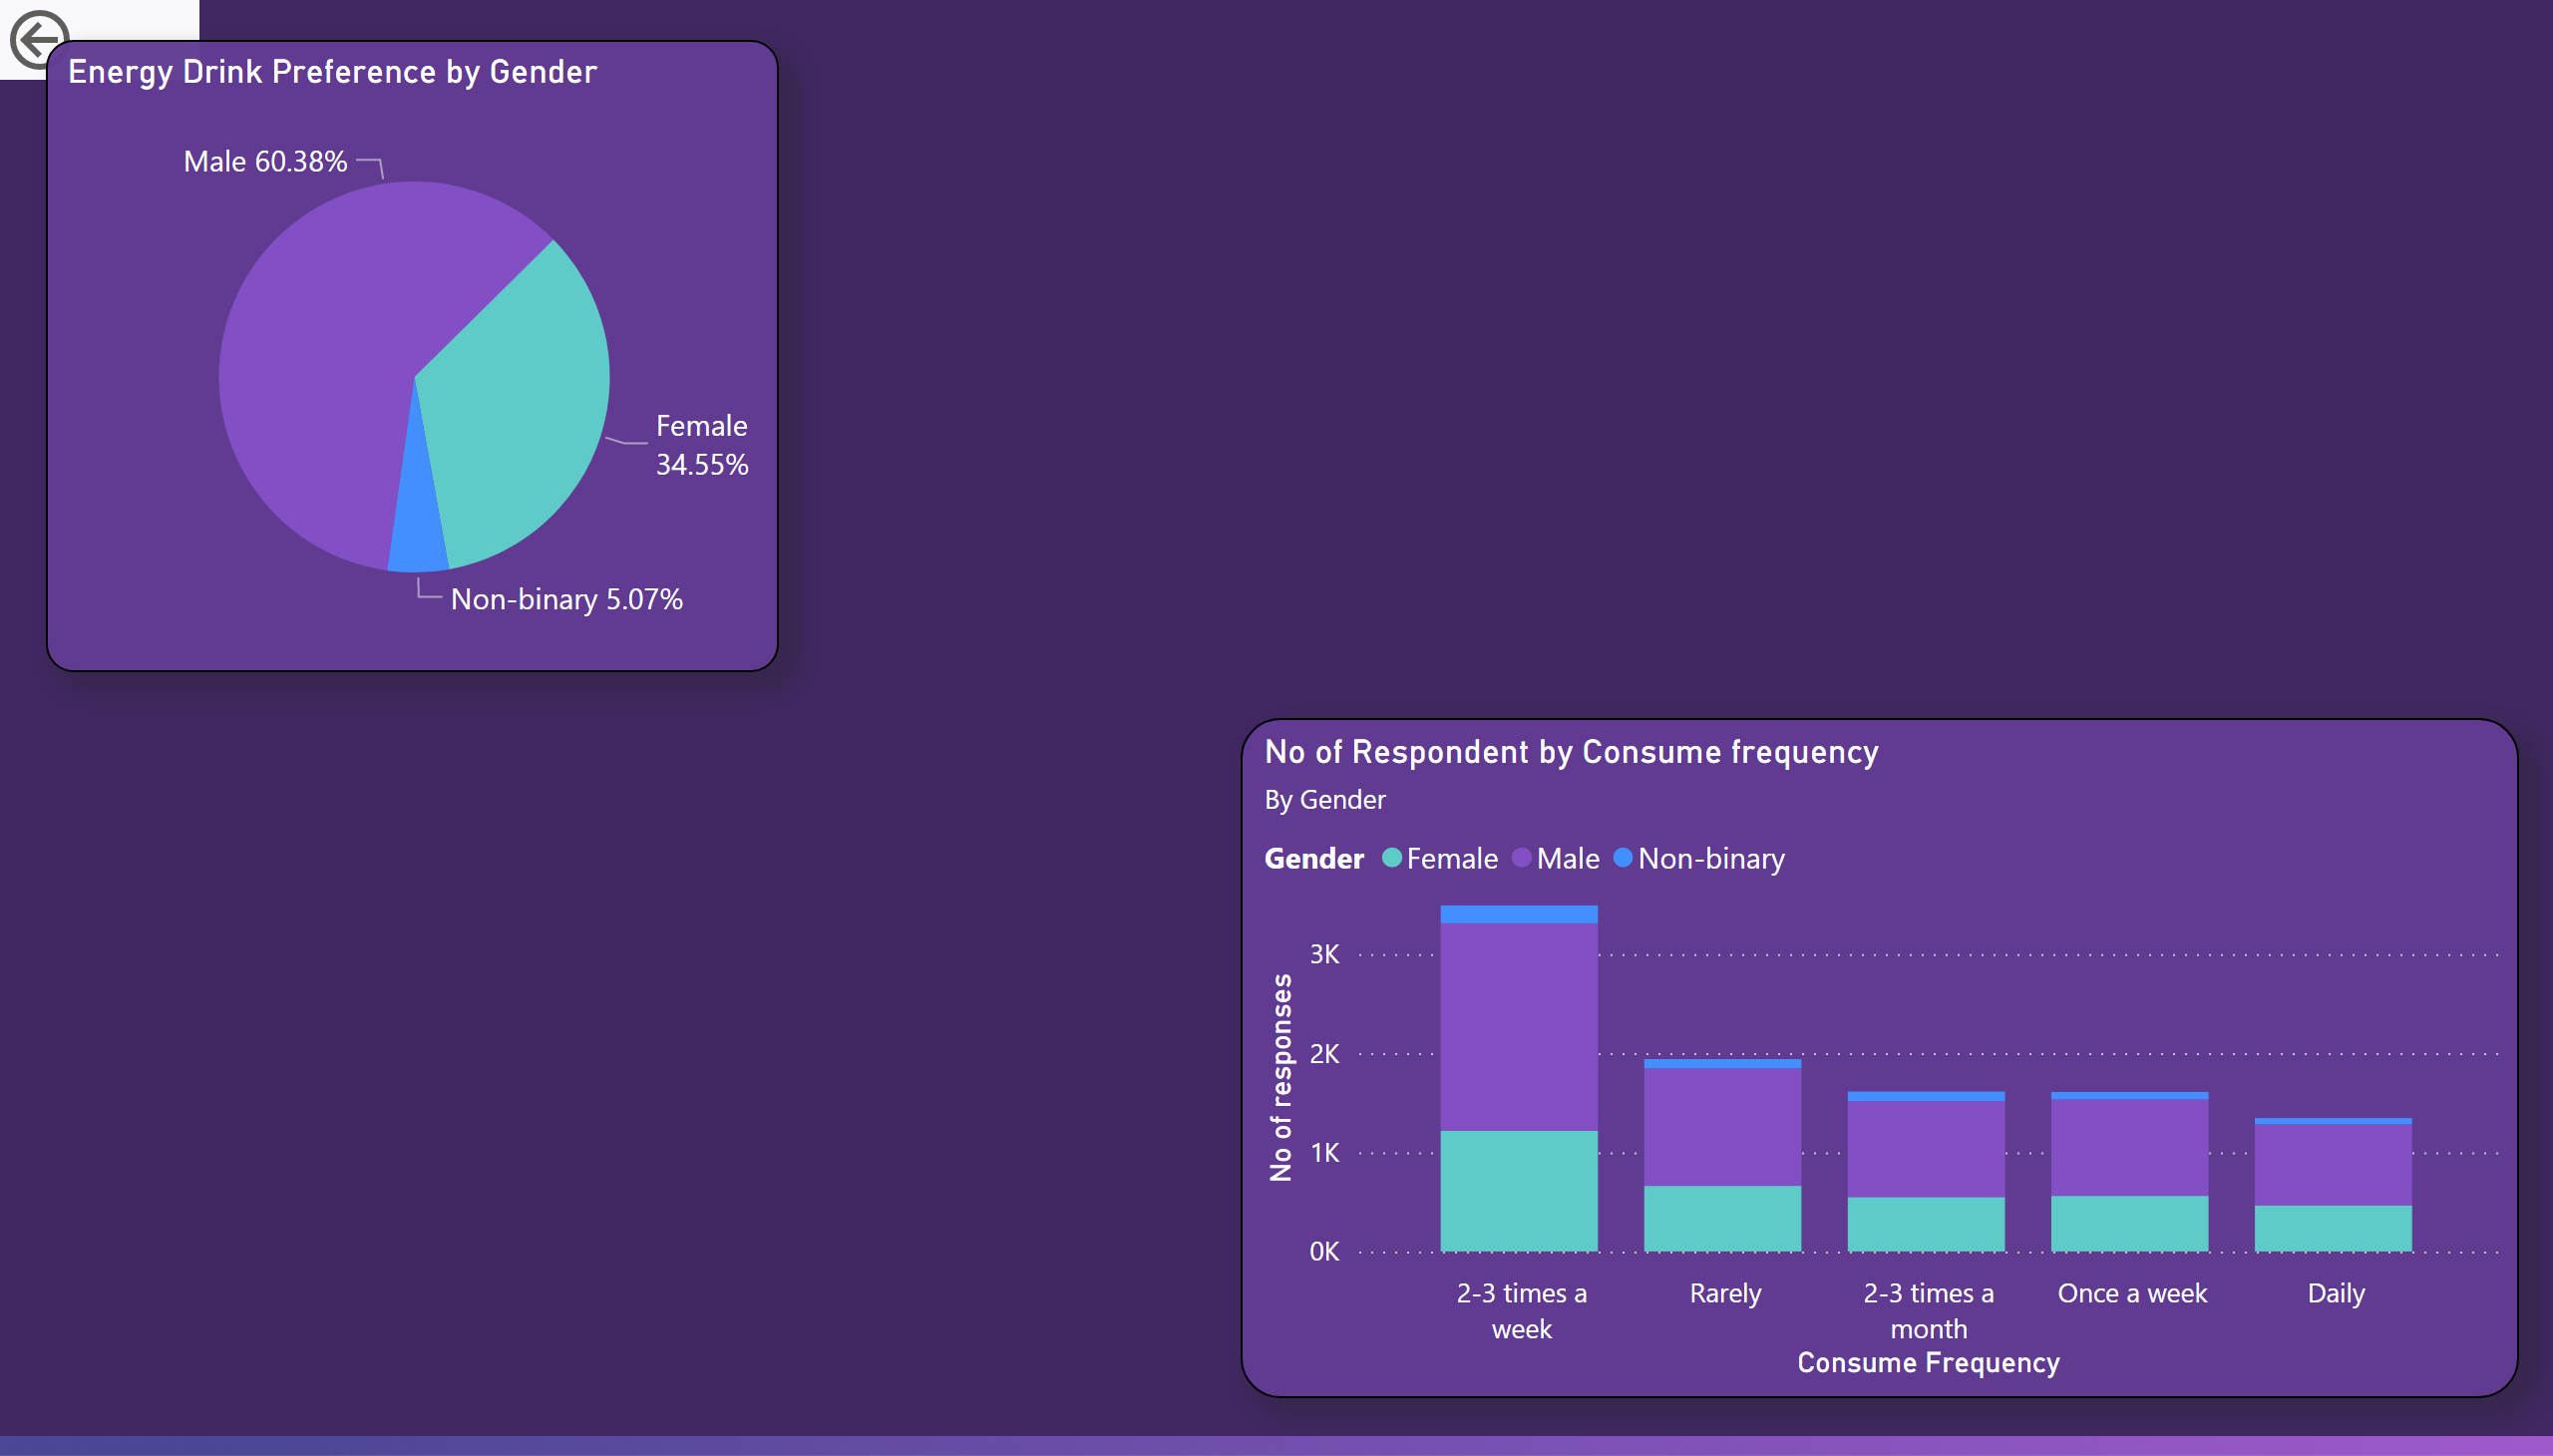 Energy Drink Preference by Gender
Male 60.38%
Female
34.55%
Non-binary 5.07%
No of Respondent by Consume frequency
By Gender
Gender Female Male Non-binary
No of responses
3K
2K
1K
0K
2-3 times a
week
Rarely
2-3 times a
month
Once a week
Daily
Consume Frequency